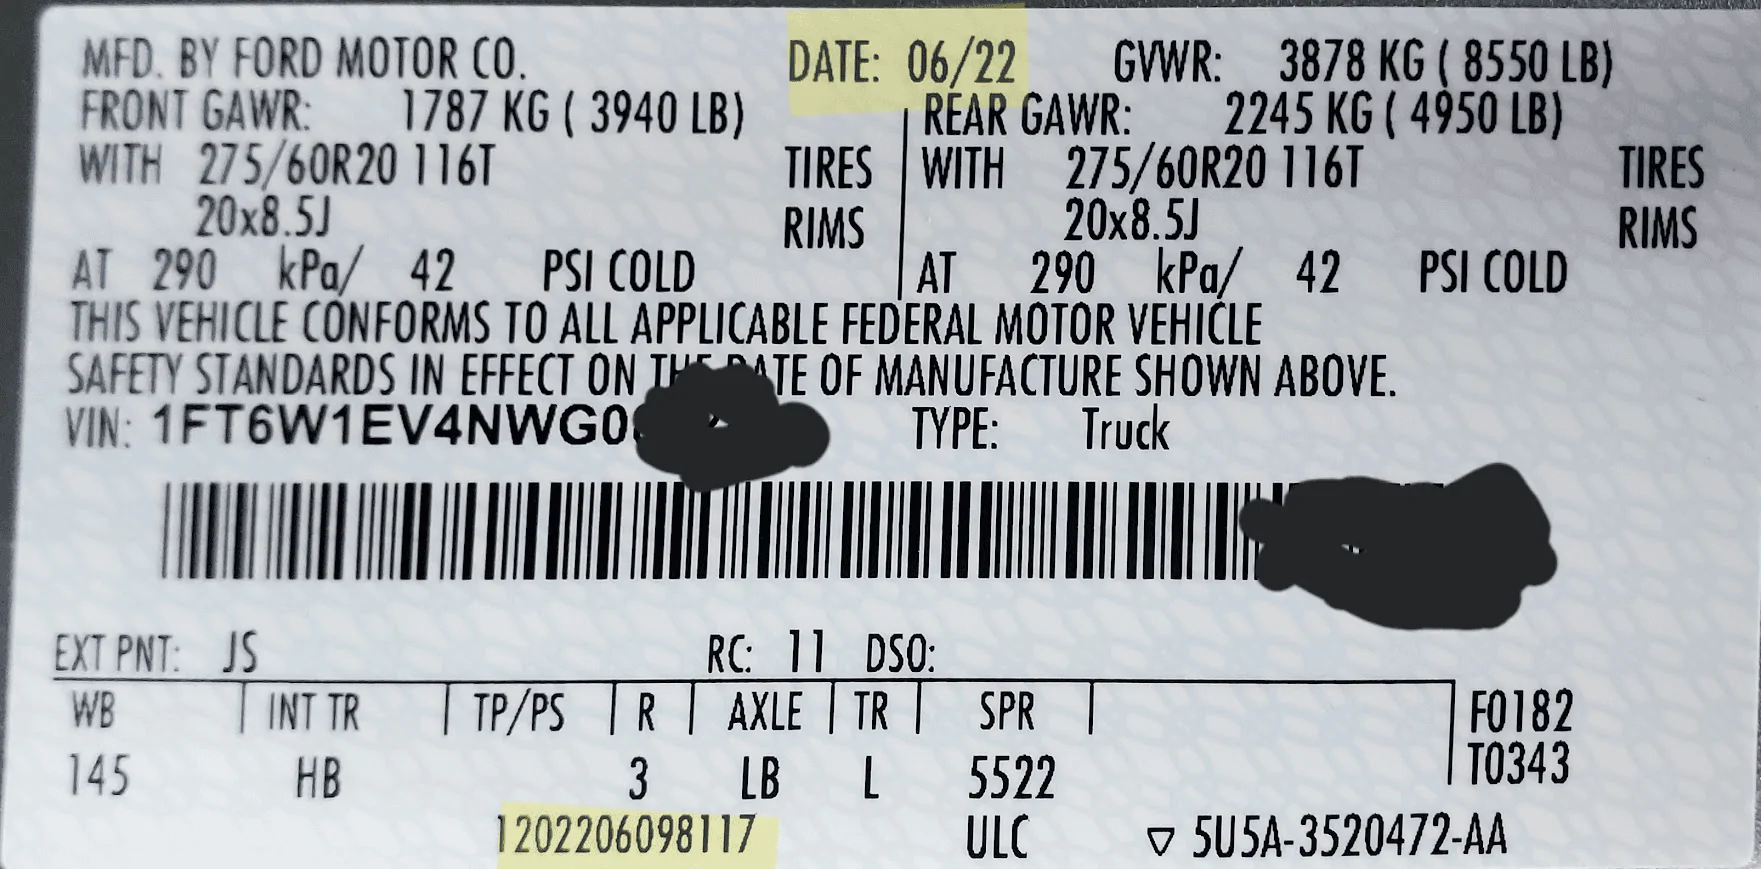 MFD. BY FORD MOTOR CO. DATE: 06/22 GVWR: 3878 KG ( 8550 LB)
FRONT GAWR: 1787 KG ( 3940 LB) REAR GAWR: 2245 KG ( 4950 LB)
WITH 275/60R20 116T TIRES WITH 275/60R20 116T TIRES
20x8.5J RIMS 20x8.5J RIMS
AT 290 kPa/ 42 PSI COLD AT 290 kPa/ 42 PSI COLD
THIS VEHICLE CONFORMS TO ALL APPLICABLE FEDERAL MOTOR VEHICLE
SAFETY STANDARDS IN EFFECT ON THE DATE OF MANUFACTURE SHOWN ABOVE.
VIN: 1FT6W1EV4NWG0 TYPE: Truck
EXT PNT: JS RC: 11 DSO:
WB INT TR TP/PS R AXLE TR SPR F0182
145 HB 3 LB L 5522 T0343
1202206098117 ULC ▽ 5U5A-3520472-AA